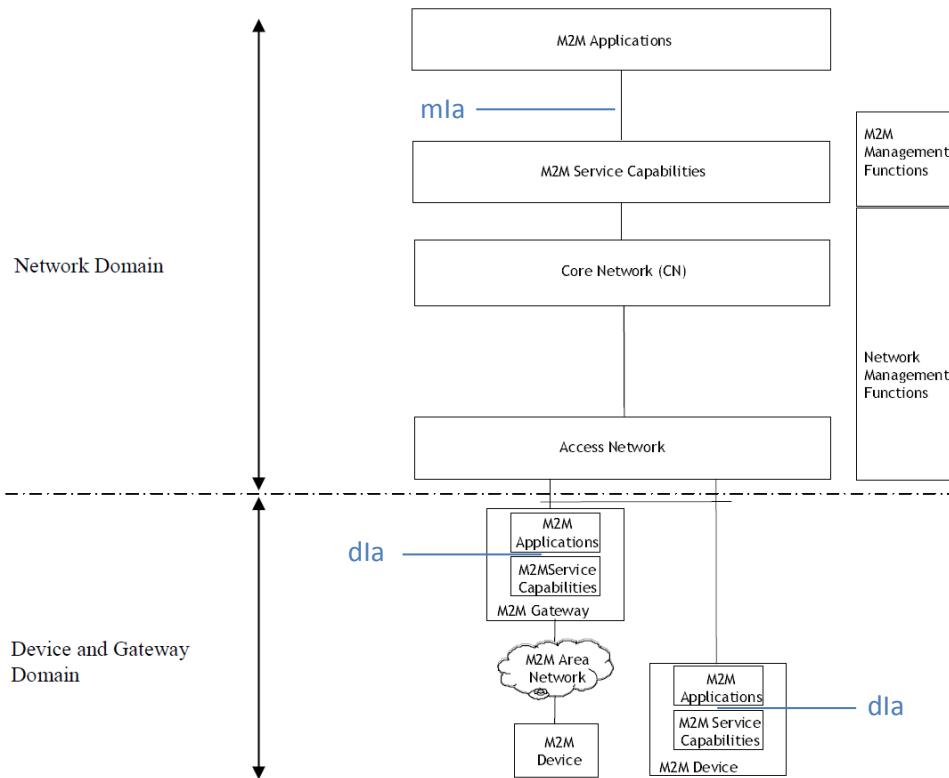 M2M Applications
mIa
M2M
Management
Functions
M2M Service Capabilities
Network Domain
Core Network (CN)
Network
Management
Functions
Access Network
M2M
Applications
dIa
M2MService
Capabilities
M2M Gateway
Device and Gateway
Domain
M2M Area
Network
M2M
Applications
dIa
M2M Service
Capabilities
M2M Device
M2M
Device